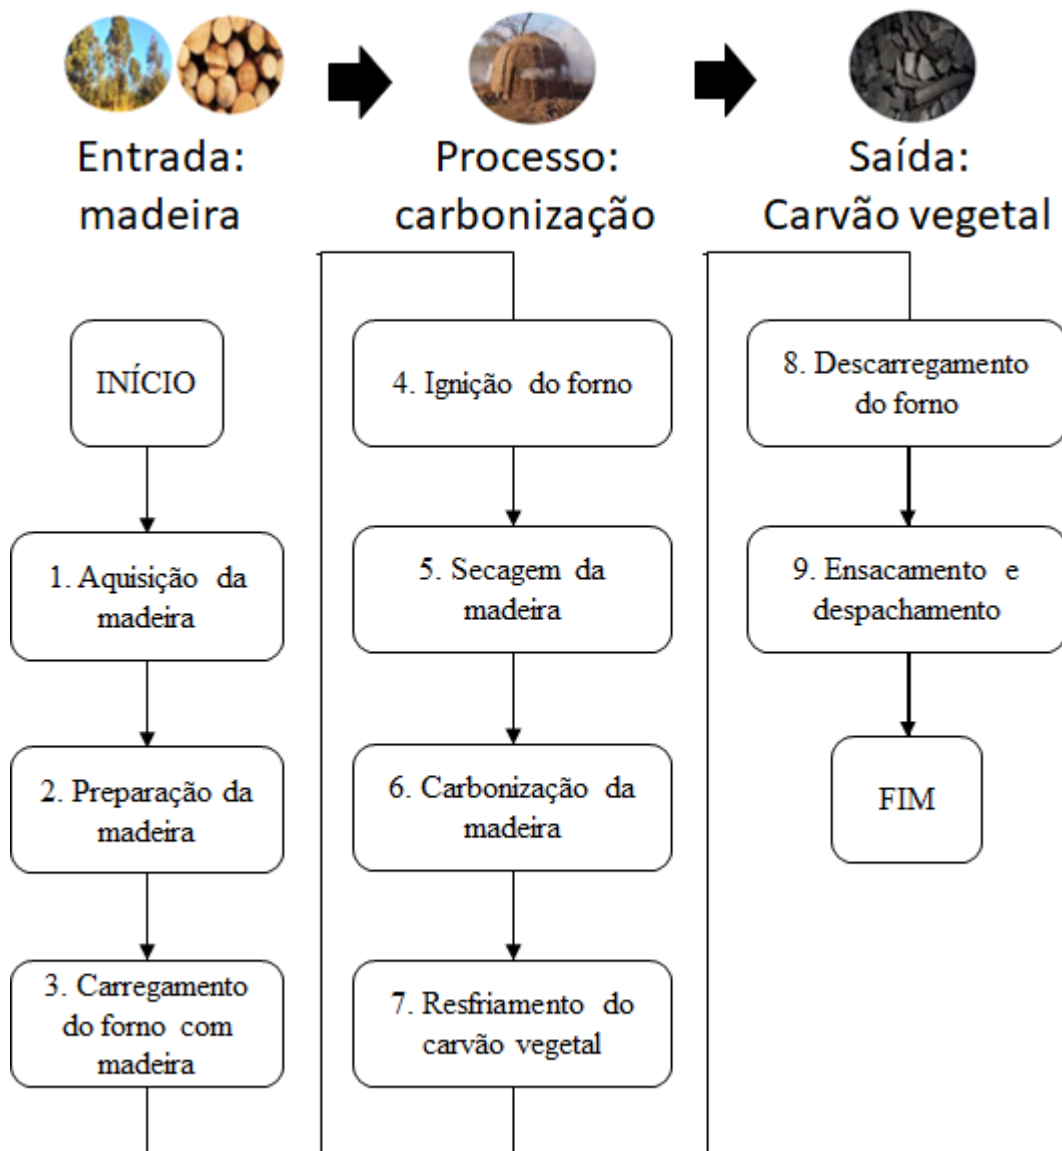 Entrada:
madeira
Processo:
carbonização
Saída:
Carvão vegetal
INÍCIO
1. Aquisição da
madeira
2. Preparação da
madeira
3. Carregamento
do forno com
madeira
4. Ignição do forno
5. Secagem da
madeira
6. Carbonização da
madeira
7. Resfriamento do
carvão vegetal
8. Descarregamento
do forno
9. Ensacamento e
despachamento
FIM